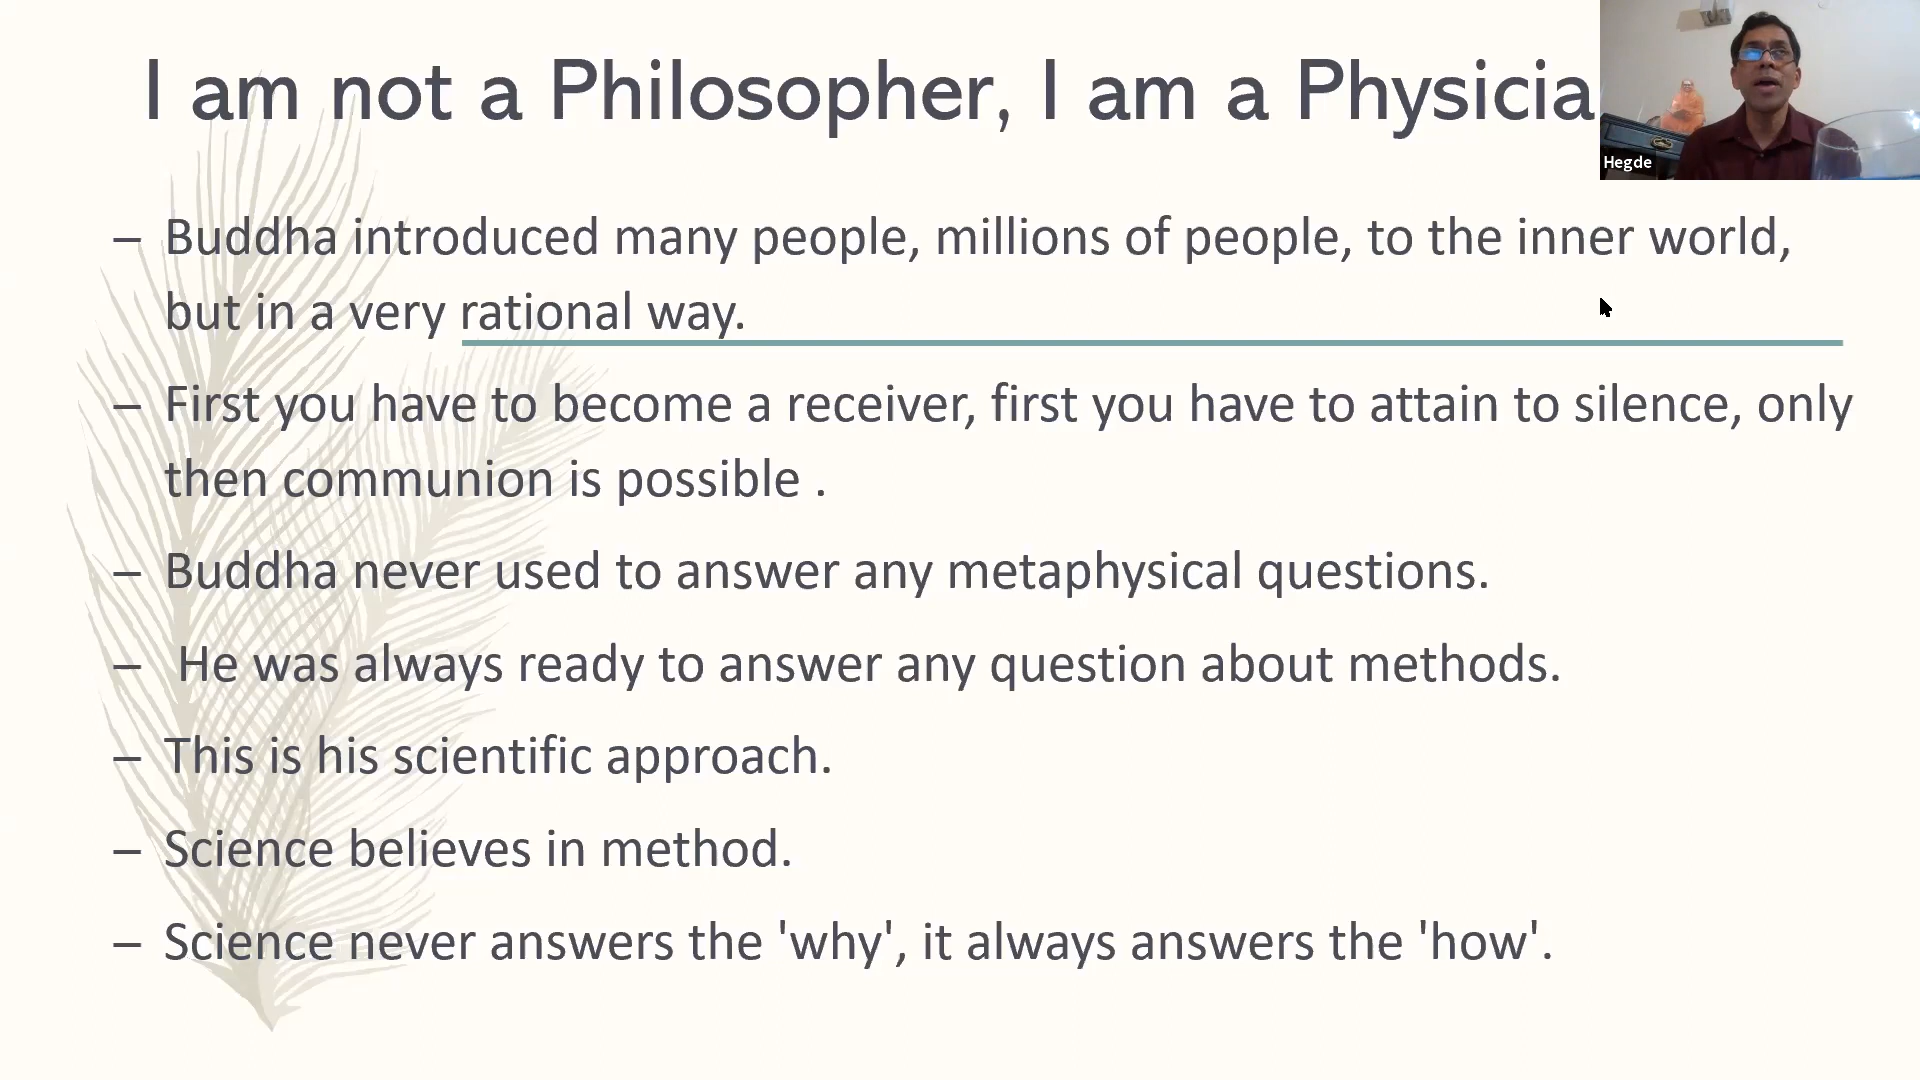 I am not a Philosopher, I am a Physicia
Hegde
– Buddha introduced many people, millions of people, to the inner world,
but in a very rational way.
– First you have to become a receiver, first you have to attain to silence, only
then communion is possible .
– Buddha never used to answer any metaphysical questions.
– He was always ready to answer any question about methods.
– This is his scientific approach.
– Science believes in method.
– Science never answers the 'why', it always answers the 'how'.